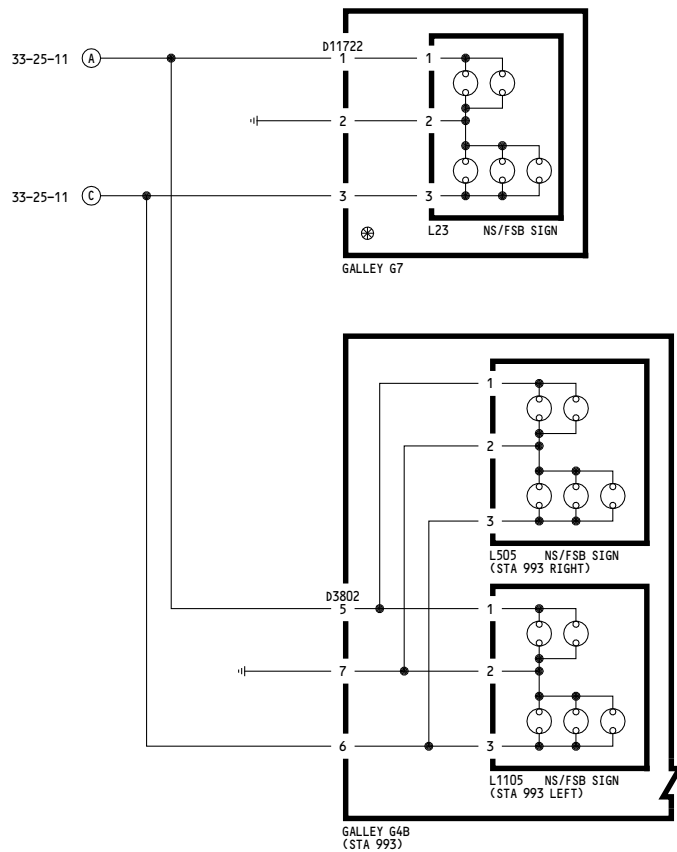 D11722
33-25-11 A 1 1
2 2
33-25-11 C 3 3
L23 NS/FSB SIGN
GALLEY G7
1
2
3
L505 NS/FSB SIGN
(STA 993 RIGHT)
D3802
5 1
7 2
6 3
L1105 NS/FSB SIGN
(STA 993 LEFT)
GALLEY G4B
(STA 993)